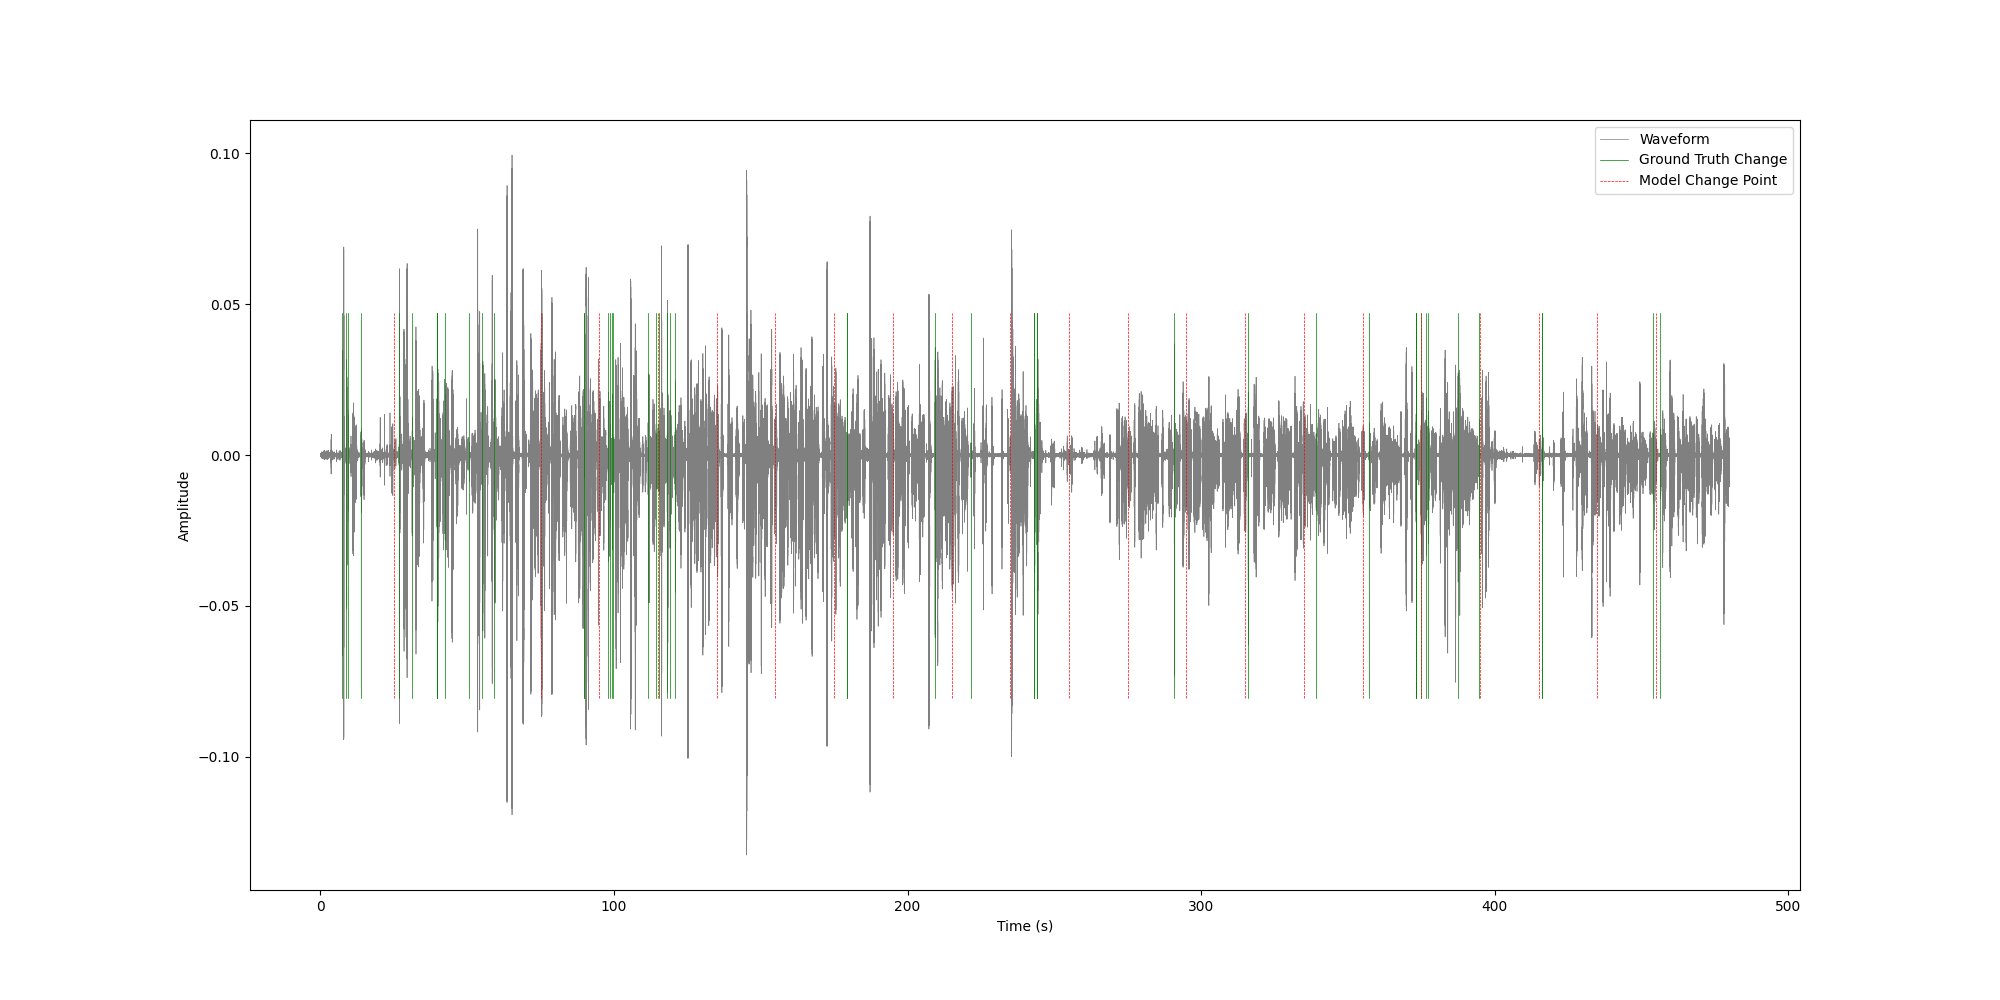 Waveform
Ground Truth Change
Model Change Point
0.10
0.05
0.00
−0.05
−0.10
Amplitude
0
100
200
300
400
500
Time (s)